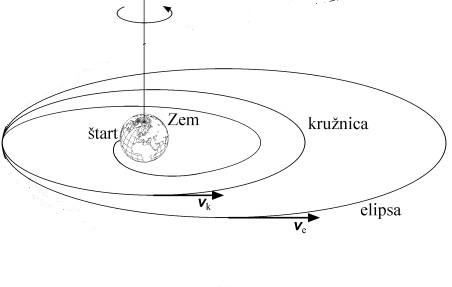 Zem
štart
kružnica
v_k
elipsa
v_e